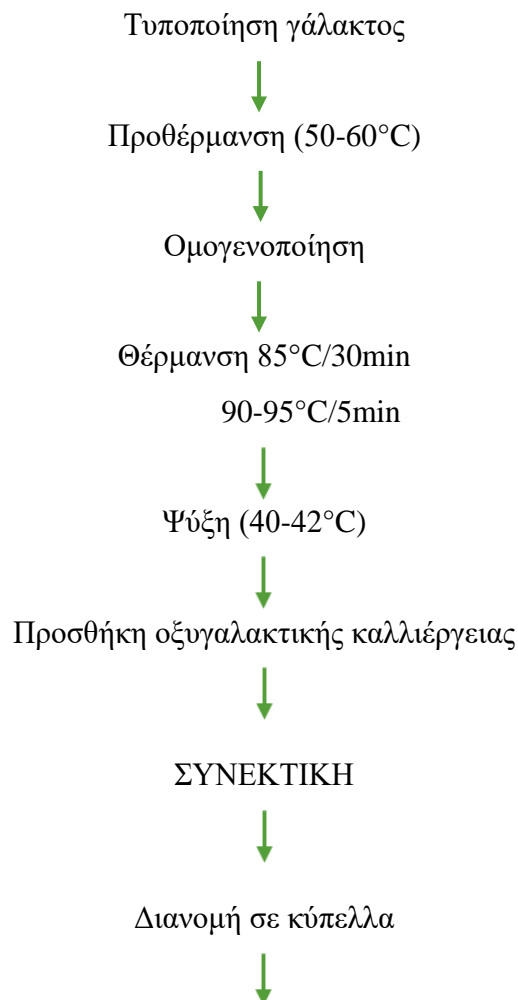 Τυποποίηση γάλακτος
Προθέρμανση (50-60°C)
Ομογενοποίηση
Θέρμανση 85°C/30min
90-95°C/5min
Ψύξη (40-42°C)
Προσθήκη οξυγαλακτικής καλλιέργειας
ΣΥΝΕΚΤΙΚΗ
Διανομή σε κύπελλα